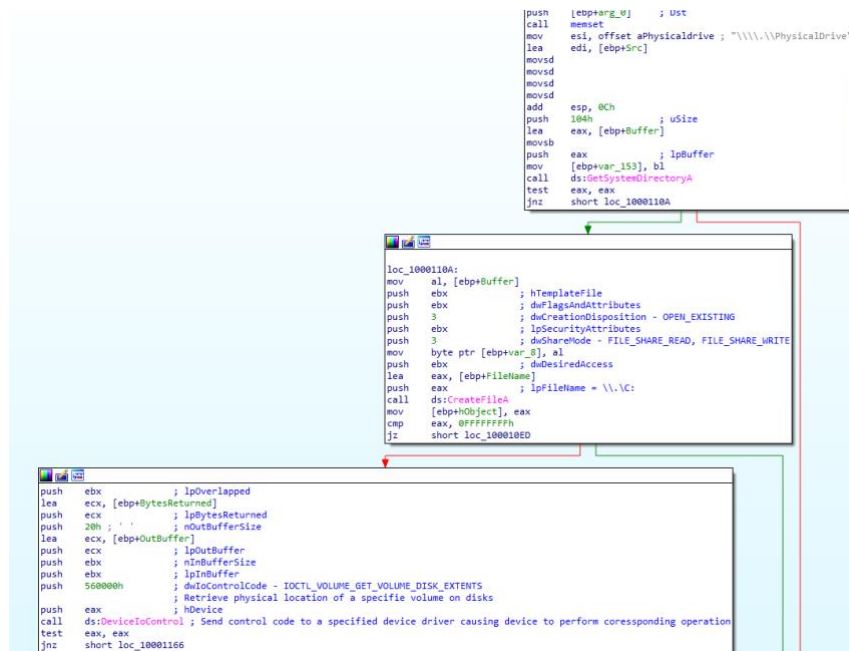 push [ebp+arg_0] ; Dst
call memset
mov esi, offset aPhysicaldrive ; "\\\\.\\PhysicalDrive"
lea edi, [ebp+Src]
movsd
movsd
movsd
movsd
add esp, 0Ch
push 104h ; uSize
lea eax, [ebp+Buffer]
movsb
push eax ; lpBuffer
mov [ebp+var_153], bl
call ds:GetSystemDirectoryA
test eax, eax
jnz short loc_1000110A
loc_1000110A:
mov al, [ebp+Buffer]
push ebx ; hTemplateFile
push ebx ; dwFlagsAndAttributes
push 3 ; dwCreationDisposition - OPEN_EXISTING
push ebx ; lpSecurityAttributes
push 3 ; dwShareMode - FILE_SHARE_READ, FILE_SHARE_WRITE
mov byte ptr [ebp+var_8], al
push ebx ; dwDesiredAccess
lea eax, [ebp+FileName]
push eax ; lpFileName = \\.\C:
call ds:CreateFileA
mov [ebp+hObject], eax
cmp eax, 0FFFFFFFFh
jz short loc_100010ED
push ebx ; lpOverlapped
lea ecx, [ebp+BytesReturned]
push ecx ; lpBytesReturned
push 20h ; ' ' ; nOutBufferSize
lea ecx, [ebp+OutBuffer]
push ecx ; lpOutBuffer
push ebx ; nInBufferSize
push ebx ; lpInBuffer
push 560000h ; dwIoControlCode - IOCTL_VOLUME_GET_VOLUME_DISK_EXTENTS
; Retrieve physical location of a specifie volume on disks
push eax ; hDevice
call ds:DeviceIoControl ; Send control code to a specified device driver causing device to perform coressponding operation
test eax, eax
jnz short loc_10001166